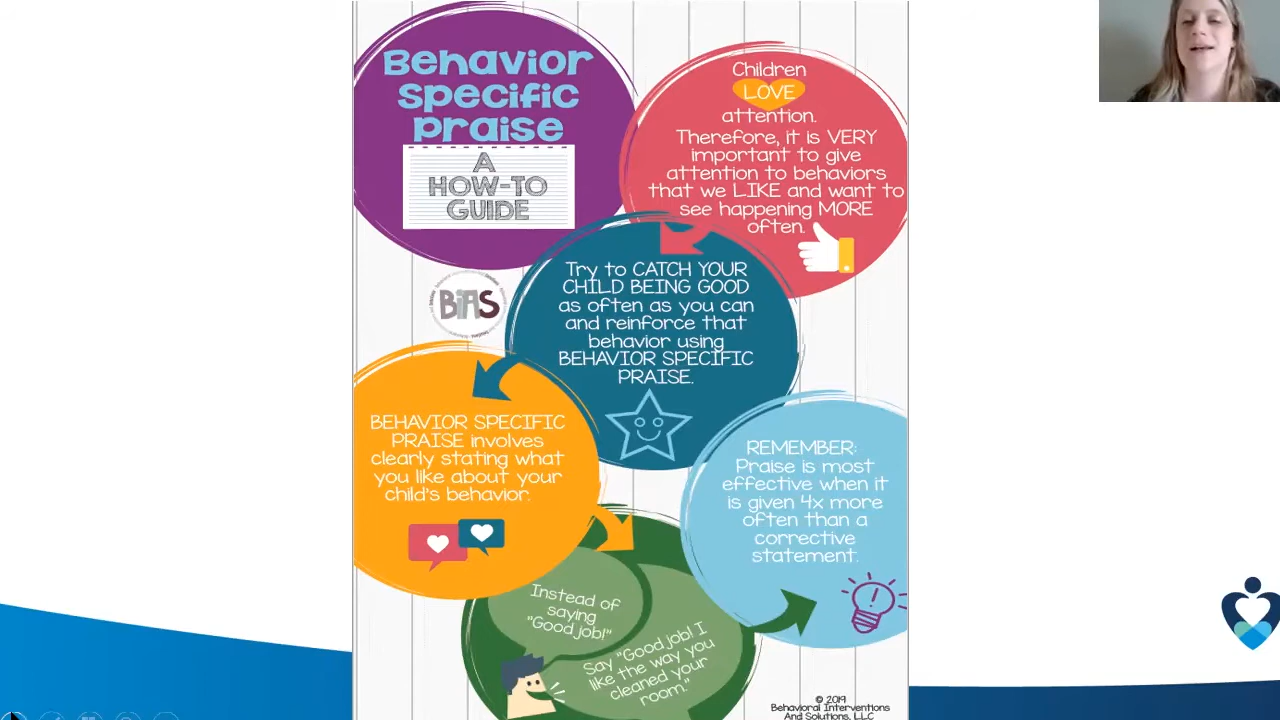 Behavior
Specific
Praise
A
HOW-TO
GUIDE
Children
LOVE
attention.
Therefore, it is VERY
important to give
attention to behaviors
that we LIKE and want to
see happening MORE
often.
Try to CATCH YOUR
CHILD BEING GOOD
as often as you can
and reinforce that
behavior using
BEHAVIOR SPECIFIC
PRAISE.
BiAS
BEHAVIOR SPECIFIC
PRAISE involves
clearly stating what
you like about your
child's behavior.
Instead of
saying
"Good job!"
Say "Good job! I
like the way you
cleaned your
room."
REMEMBER:
Praise is most
effective when it
is given 4x more
often than a
corrective
statement.
© 2019
Behavioral Interventions
And Solutions, LLC